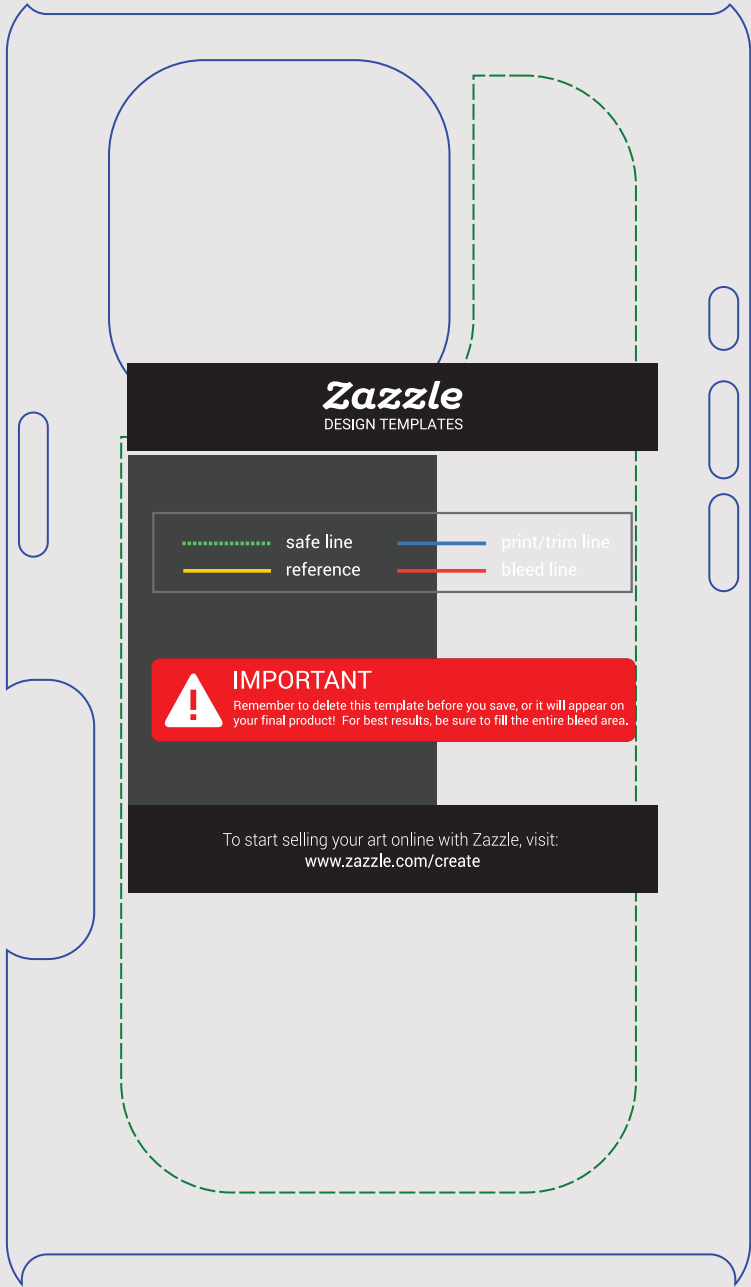 Zazzle
DESIGN TEMPLATES
safe line
print/trim line
reference
bleed line
IMPORTANT
Remember to delete this template before you save, or it will appear on
your final product! For best results, be sure to fill the entire bleed area.
To start selling your art online with Zazzle, visit:
www.zazzle.com/create